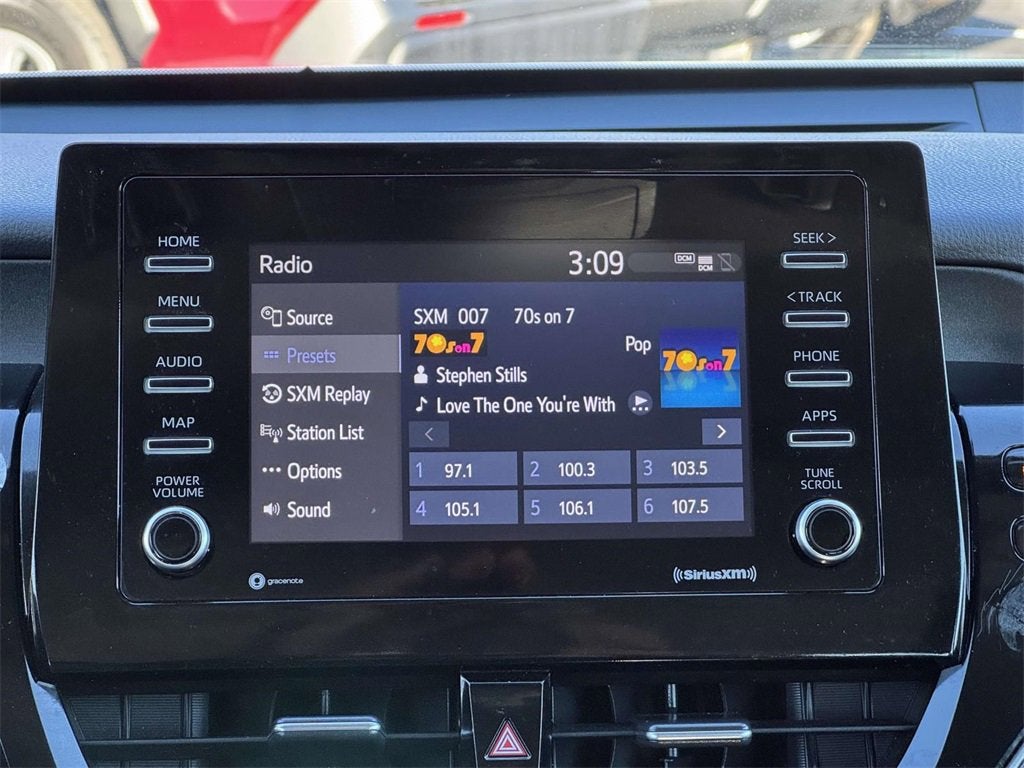 HOME
MENU
AUDIO
MAP
POWER
VOLUME
Radio 3:09 DCM DCM
Source
Presets
SXM Replay
Station List
Options
Sound
SXM 007 70s on 7
70s on 7 Pop
Stephen Stills
Love The One You're With
70s on 7
< >
1 97.1 2 100.3 3 103.5
4 105.1 5 106.1 6 107.5
SEEK >
< TRACK
PHONE
APPS
TUNE
SCROLL
gracenote
((SiriusXM))